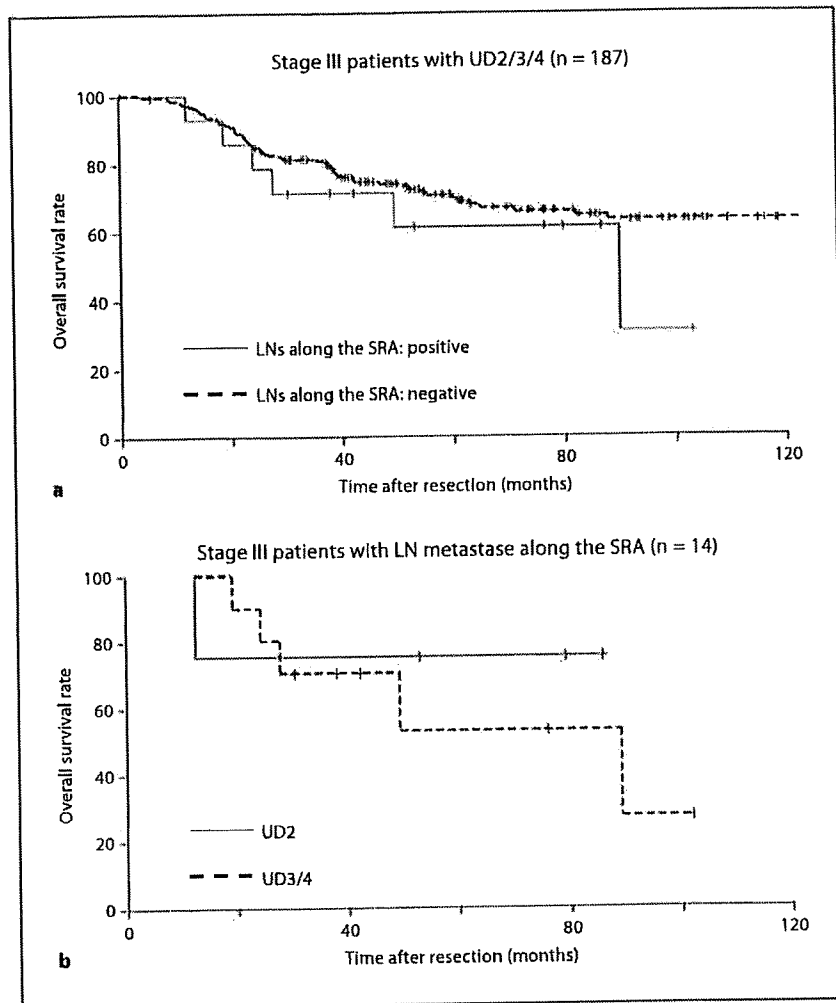 Stage III patients with UD2/3/4 (n = 187)
100
80
60
40
20
0
Overall survival rate
LNs along the SRA: positive
LNs along the SRA: negative
0
40
80
120
Time after resection (months)
a
Stage III patients with LN metastase along the SRA (n = 14)
100
80
60
40
20
0
Overall survival rate
UD2
UD3/4
0
20
40
80
1 2
120
Time after resection (months)
b